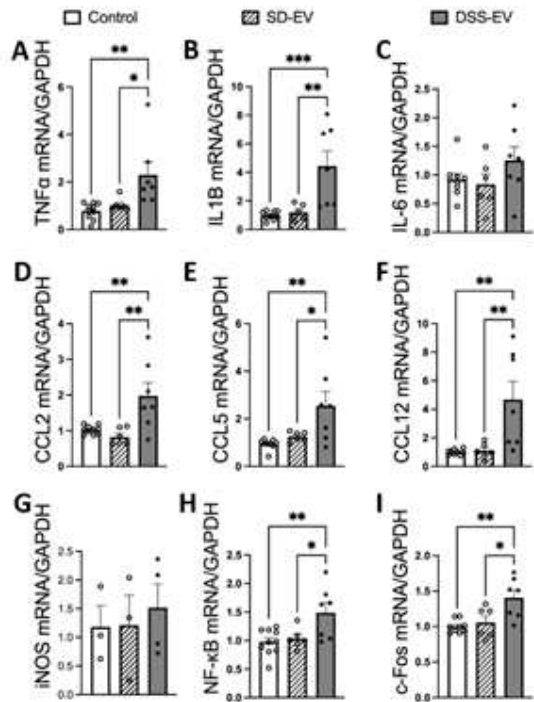 Control SD-EV DSS-EV
A B C
** *** 
* **
TNFα mRNA/GAPDH IL1B mRNA/GAPDH IL-6 mRNA/GAPDH
6 4 2 0
10 8 6 4 2 0
2.5 2.0 1.5 1.0 0.5 0.0
D E F
** ** **
** * **
CCL2 mRNA/GAPDH CCL5 mRNA/GAPDH CCL12 mRNA/GAPDH
4 3 2 1 0
6 4 2 0
10 8 6 4 2 0
G H I
** **
* *
iNOS mRNA/GAPDH NF-κB mRNA/GAPDH c-Fos mRNA/GAPDH
2.5 2.0 1.5 1.0 0.5 0.0
2.5 2.0 1.5 1.0 0.5 0.0
2.5 2.0 1.5 1.0 0.5 0.0